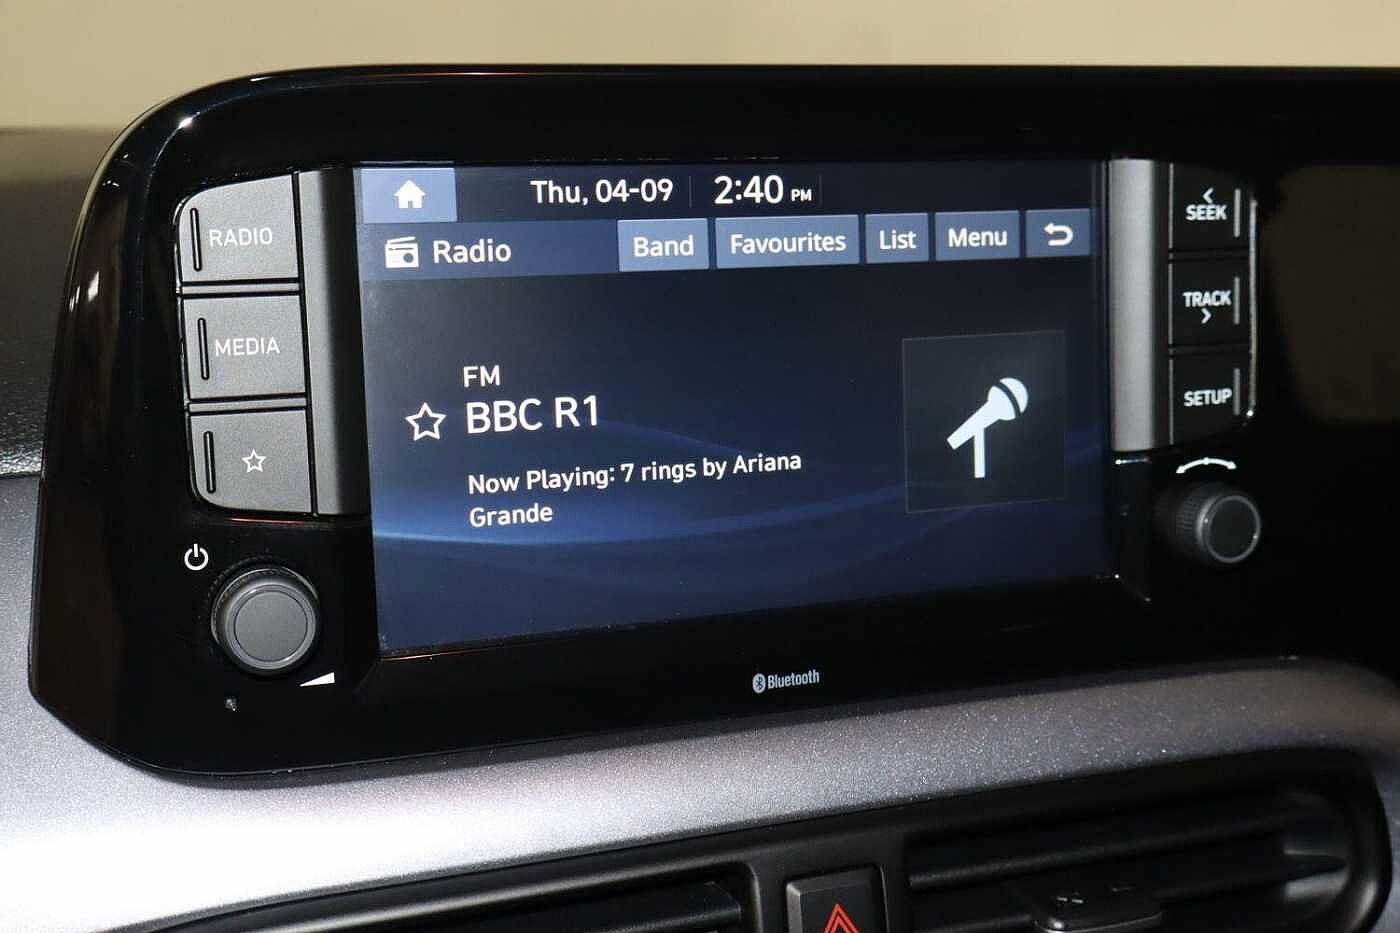 Thu, 04-09 2:40 PM
Radio Band Favourites List Menu
FM
BBC R1
Now Playing: 7 rings by Ariana
Grande
RADIO
MEDIA
SEEK
TRACK
SETUP
Bluetooth